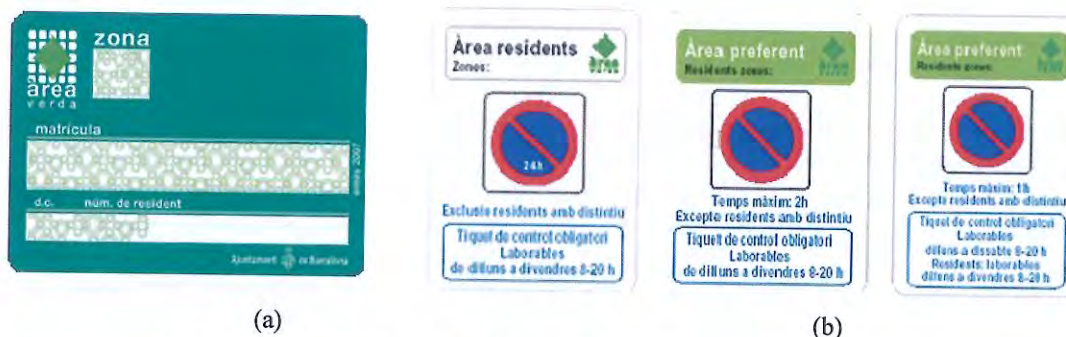 zona
àrea
verda
matrícula
emès 2007
d.c. núm. de resident
Ajuntament de Barcelona
(a)
Àrea residents
Zones:
àrea
24h
Exclusiu residents amb distintiu
Tiquet de control obligatori
Laborables
de dilluns a divendres 8-20 h
Àrea preferent
Residents zones:
Temps màxim: 2h
Excepte residents amb distintiu
Tiquet de control obligatori
Laborables
de dilluns a divendres 8-20 h
Àrea preferent
Residents zones:
Temps màxim: 1h
Excepte residents amb distintiu
Tiquet de control obligatori
Laborables
dilluns a dissabte 8-20 h
Residents: laborables
dilluns a divendres 8-20 h
(b)